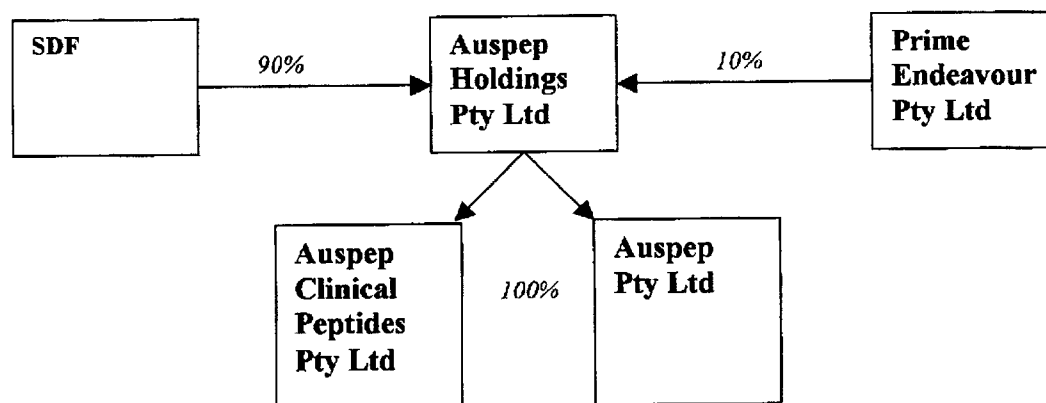 SDF
90%
Auspep
Holdings
Pty Ltd
10%
Prime
Endeavour
Pty Ltd
Auspep
Clinical
Peptides
Pty Ltd
100%
Auspep
Pty Ltd